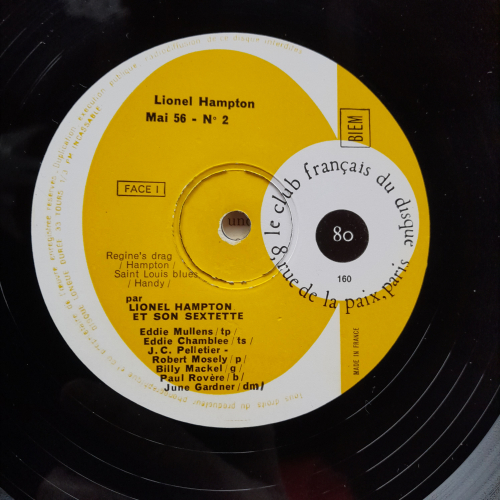 Lionel Hampton
Mai 56 - N° 2
BIEM
FACE I
une
le club français du disque
8, rue de la paix, paris
80
160
Regine's drag
/ Hampton /
Saint Louis blues
/ Handy /
par
LIONEL HAMPTON
ET SON SEXTETTE
Eddie Mullens / tp /
Eddie Chamblee / ts /
J. C. Pelletier -
Robert Mosely / p /
Billy Mackel / g /
Paul Rovère / b /
June Gardner / dm /
MADE IN FRANCE